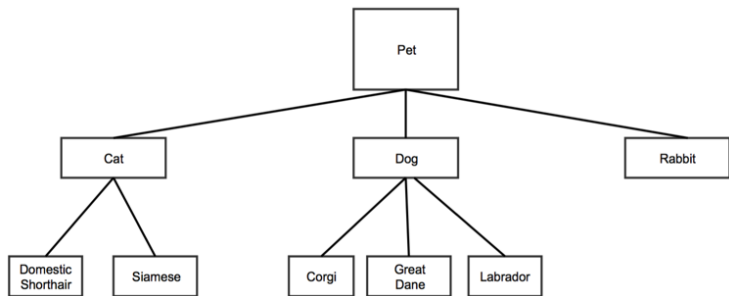 Pet
Cat
Dog
Rabbit
Domestic
Shorthair
Siamese
Corgi
Great
Dane
Labrador